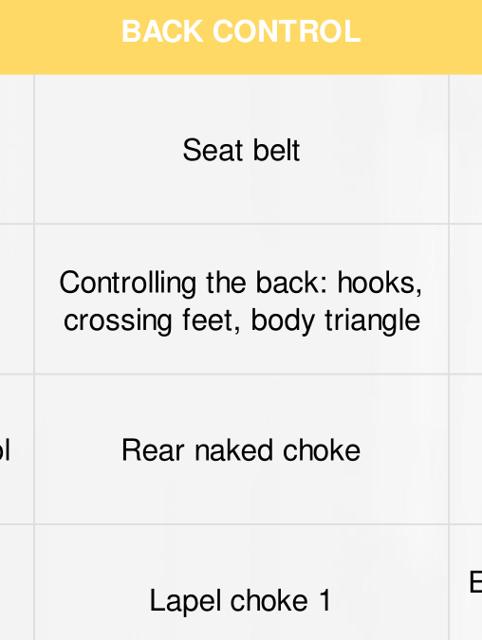 BACK CONTROL
Seat belt
Controlling the back: hooks,
crossing feet, body triangle
Rear naked choke
Lapel choke 1